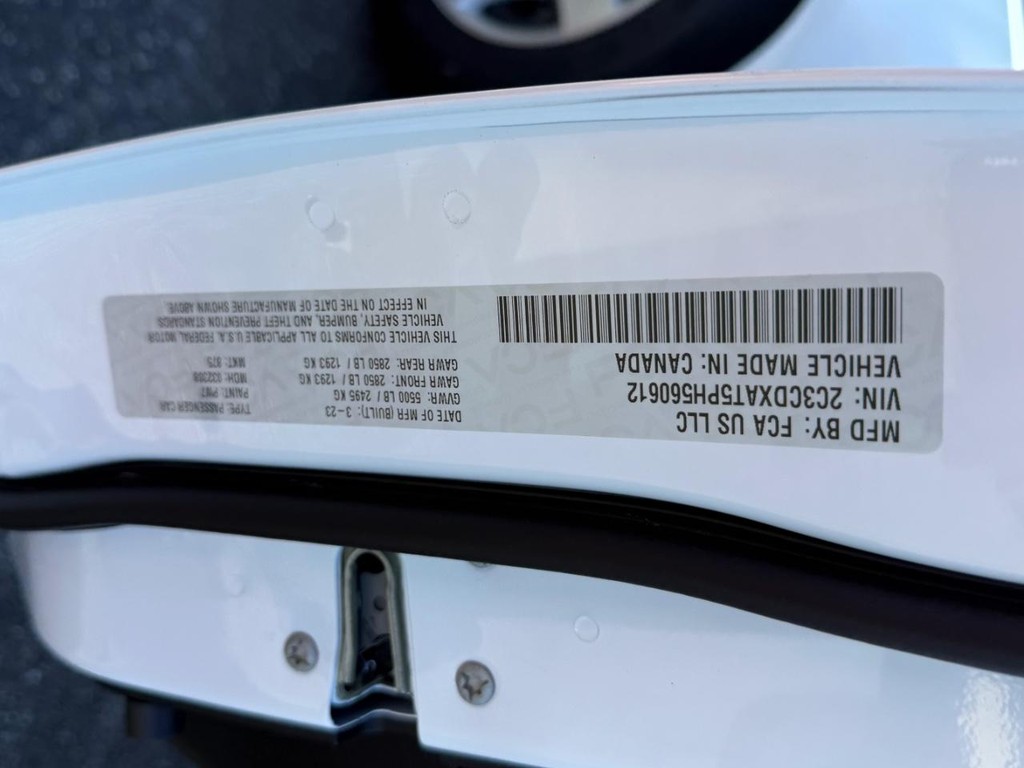 MFD BY: FCA US LLC
VIN: 2C3CDXAT5PH560612
VEHICLE MADE IN: CANADA
DATE OF MFR (BUILT): 3-23
GVWR: 5500 LB / 2495 KG
GAWR FRONT: 2850 LB / 1293 KG
GAWR REAR: 2850 LB / 1293 KG
TYPE: PASSENGER CAR
PAINT: PW7
MDH: 032308
MKT: 875
THIS VEHICLE CONFORMS TO ALL APPLICABLE U.S.A. FEDERAL MOTOR
VEHICLE SAFETY, BUMPER, AND THEFT PREVENTION STANDARDS
IN EFFECT ON THE DATE OF MANUFACTURE SHOWN ABOVE.